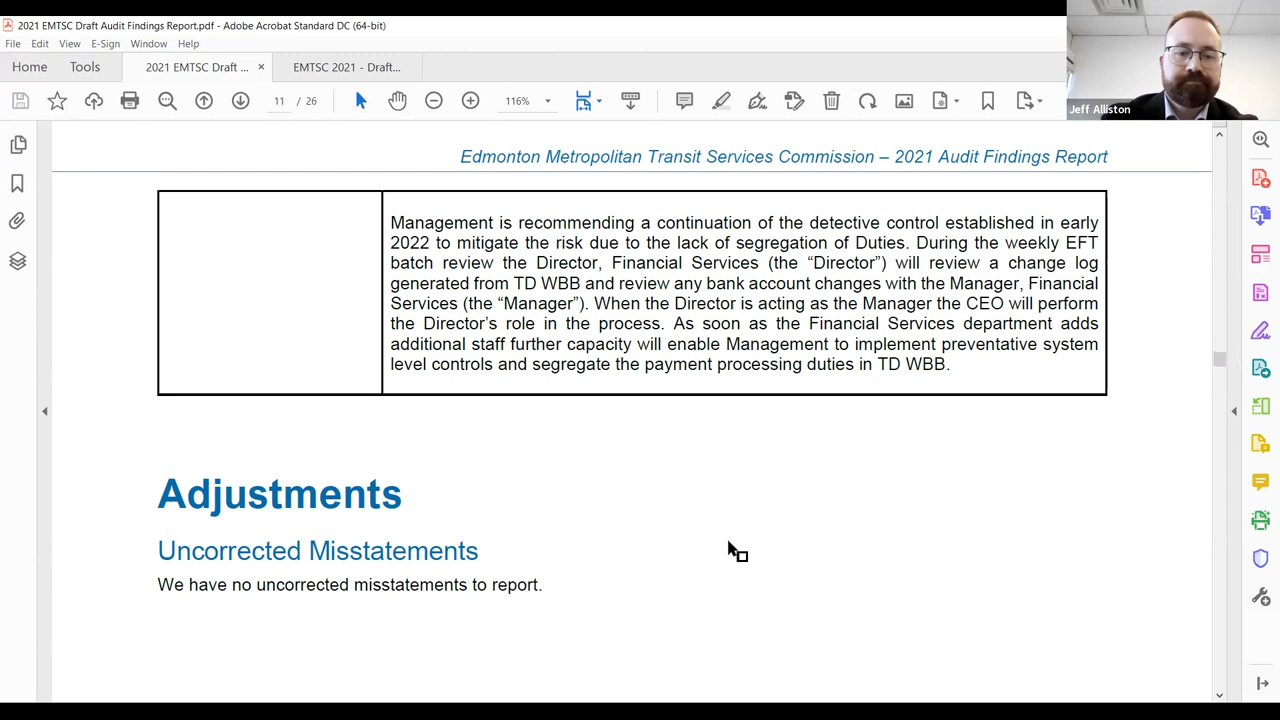 2021 EMTSC Draft Audit Findings Report.pdf - Adobe Acrobat Standard DC (64-bit)
File Edit View E-Sign Window Help
Home Tools 2021 EMTSC Draft ... × EMTSC 2021 - Draft...
11 / 26 116%
Jeff Alliston
Edmonton Metropolitan Transit Services Commission – 2021 Audit Findings Report
Management is recommending a continuation of the detective control established in early
2022 to mitigate the risk due to the lack of segregation of Duties. During the weekly EFT
batch review the Director, Financial Services (the “Director”) will review a change log
generated from TD WBB and review any bank account changes with the Manager, Financial
Services (the “Manager”). When the Director is acting as the Manager the CEO will perform
the Director’s role in the process. As soon as the Financial Services department adds
additional staff further capacity will enable Management to implement preventative system
level controls and segregate the payment processing duties in TD WBB.
Adjustments
Uncorrected Misstatements
We have no uncorrected misstatements to report.